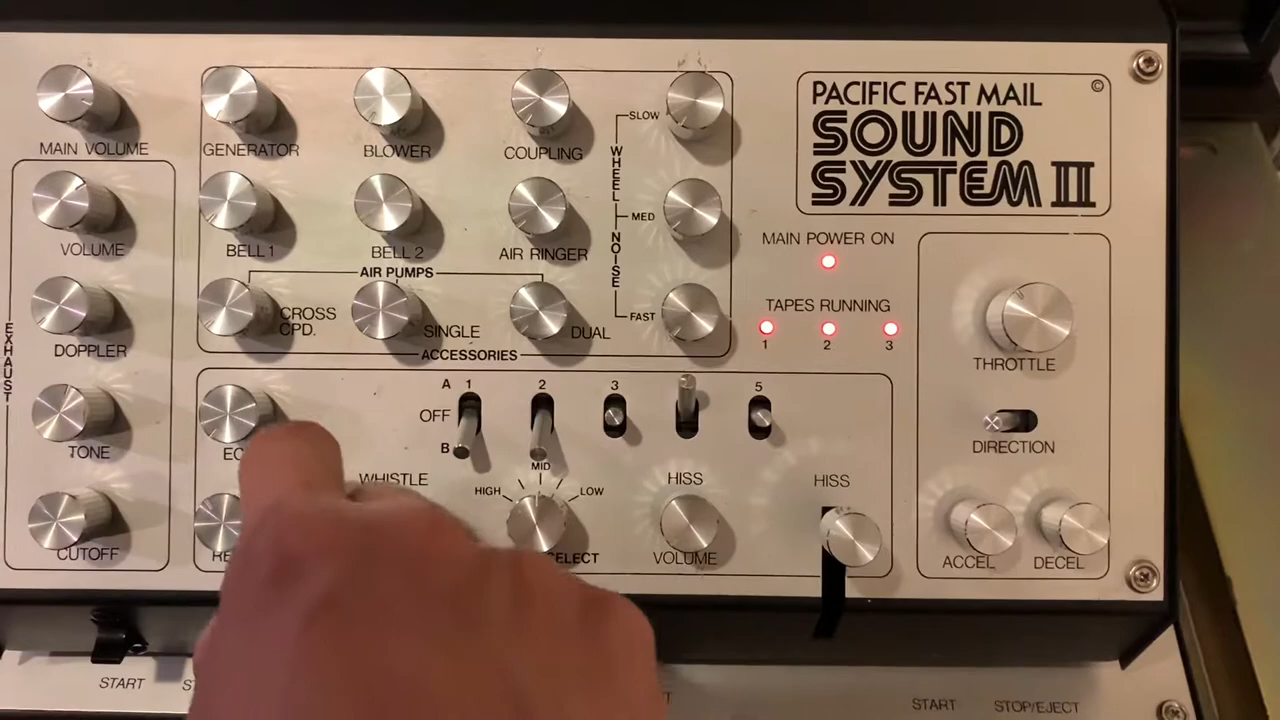 PACIFIC FAST MAIL ©
SOUND
SYSTEM III
MAIN VOLUME
GENERATOR
BLOWER
COUPLING
SLOW
WHEEL NOISE
MED
FAST
VOLUME
BELL 1
BELL 2
AIR RINGER
MAIN POWER ON
AIR PUMPS
CROSS
CPD.
SINGLE
DUAL
TAPES RUNNING
1 2 3
EXHAUST
DOPPLER
ACCESSORIES
THROTTLE
A 1 2 3 5
OFF
B
TONE
DIRECTION
MID
HIGH
LOW
WHISTLE
HISS
HISS
CUTOFF
VOLUME
ACCEL
DECEL
START
START
STOP/EJECT